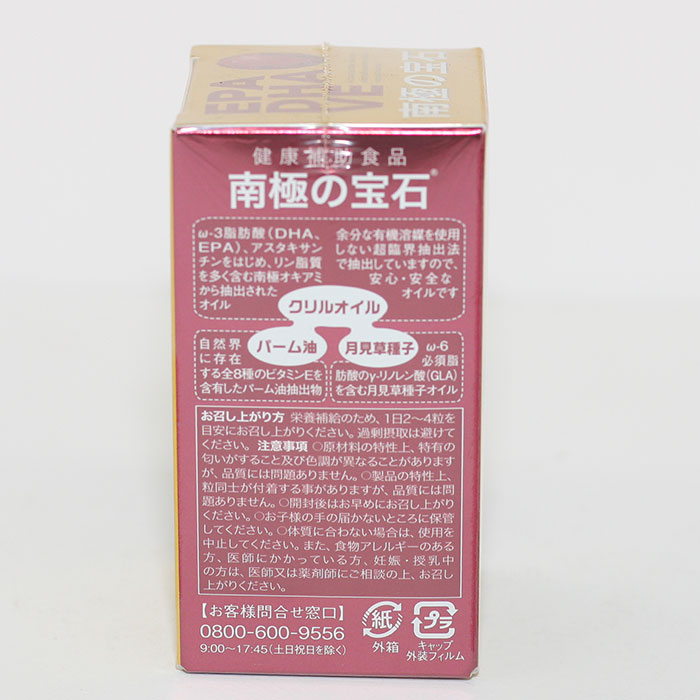 EPA
DHA
VE
南極の宝石
健康補助食品
南極の宝石®
ω-3脂肪酸(DHA、
EPA)、アスタキサン
チンをはじめ、リン脂質
を多く含む南極オキアミ
から抽出された
オイル
余分な有機溶媒を使用
しない超臨界抽出法
で抽出していますので、
安心・安全な
オイルです
クリルオイル
パーム油
月見草種子
自然界
に存在
する全8種のビタミンEを
含有したパーム油抽出物
ω-6
必須脂
肪酸のγ-リノレン酸(GLA)
を含む月見草種子オイル
お召し上がり方 栄養補給のため、1日2〜4粒を
目安にお召し上がりください。過剰摂取は避けて
ください。 注意事項 ○原材料の特性上、特有の
匂いがすること及び色調が異なることがあります
が、品質には問題ありません。○製品の特性上、
粒同士が付着する事がありますが、品質には問
題ありません。○開封後はお早めにお召し上がり
ください。○お子様の手の届かないところに保管
してください。○体質に合わない場合は、使用を
中止してください。また、食物アレルギーのある
方、医師にかかっている方、妊娠・授乳中
の方は、医師又は薬剤師にご相談の上、お召し
上がりください。
【お客様問合せ窓口】
0800-600-9556
9:00〜17:45(土日祝日を除く)
紙
外箱
プラ
キャップ
外装フィルム